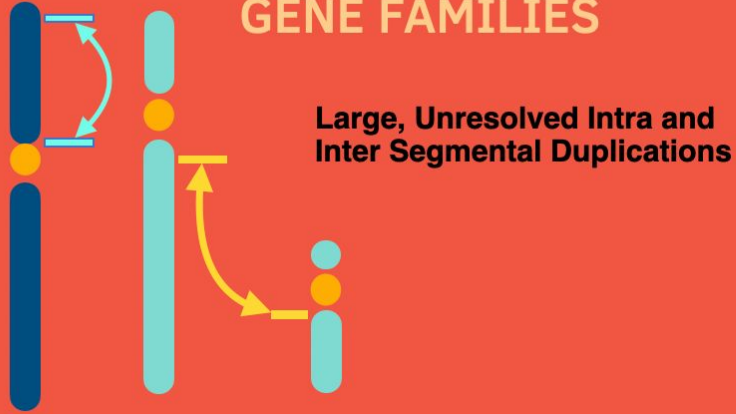 GENE FAMILIES
Large, Unresolved Intra and
Inter Segmental Duplications